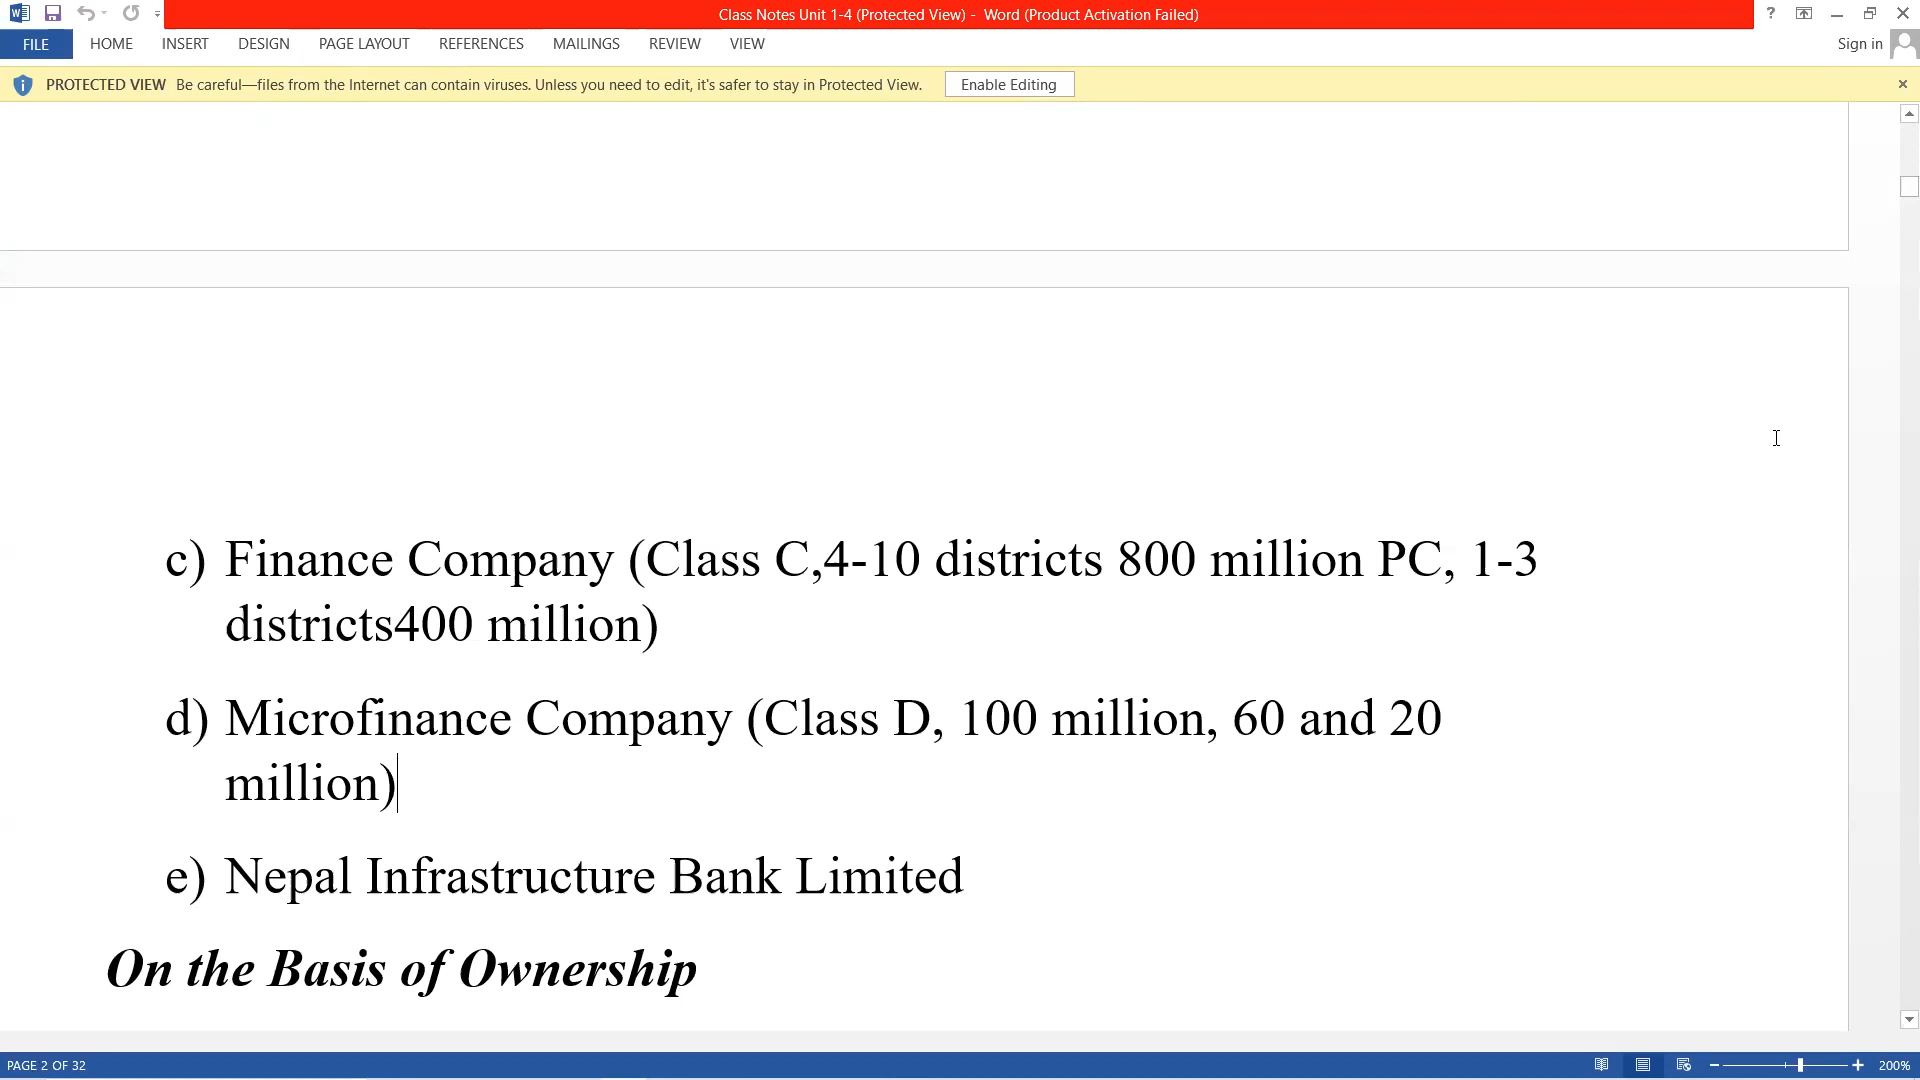 Class Notes Unit 1-4 (Protected View) - Word (Product Activation Failed)
?
FILE HOME INSERT DESIGN PAGE LAYOUT REFERENCES MAILINGS REVIEW VIEW Sign in
PROTECTED VIEW Be careful—files from the Internet can contain viruses. Unless you need to edit, it's safer to stay in Protected View. Enable Editing
c) Finance Company (Class C,4-10 districts 800 million PC, 1-3
districts400 million)
d) Microfinance Company (Class D, 100 million, 60 and 20
million)
e) Nepal Infrastructure Bank Limited
On the Basis of Ownership
PAGE 2 OF 32 200%